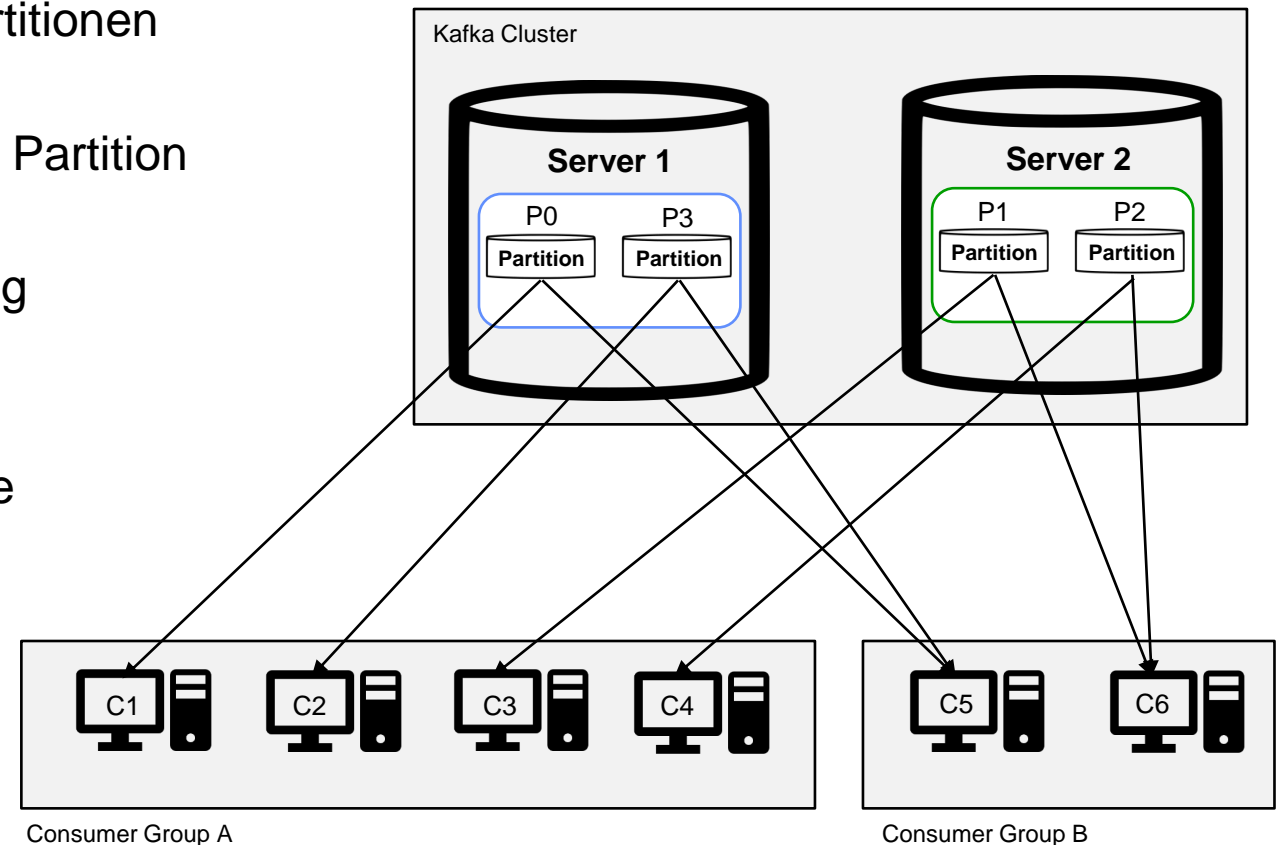 rtitionen
Partition
g
e
Kafka Cluster
Server 1
P0 P3
Partition Partition
Server 2
P1 P2
Partition Partition
C1 C2 C3 C4
Consumer Group A
C5 C6
Consumer Group B